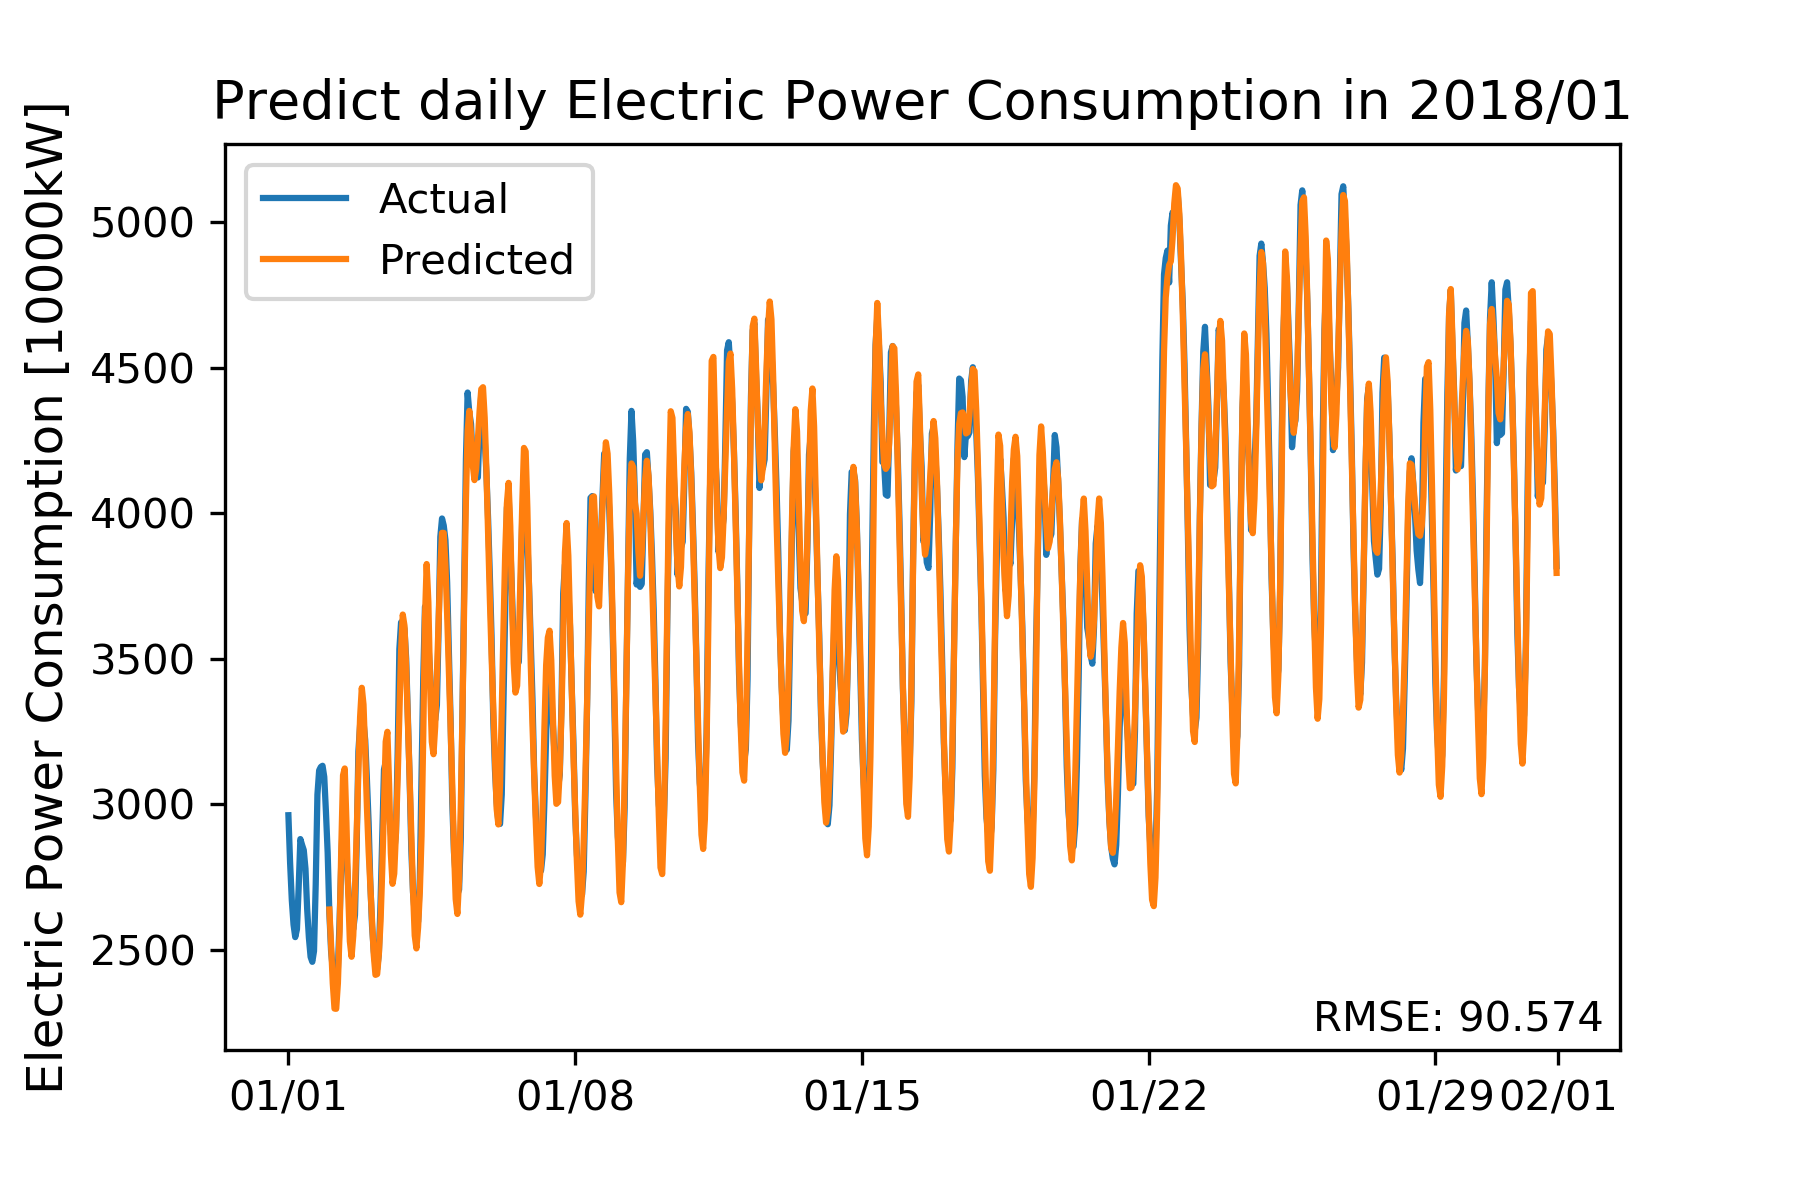 Predict daily Electric Power Consumption in 2018/01
Electric Power Consumption [10000kW]
Actual
Predicted
5000
4500
4000
3500
3000
2500
RMSE: 90.574
01/01 01/08 01/15 01/22 01/29 02/01